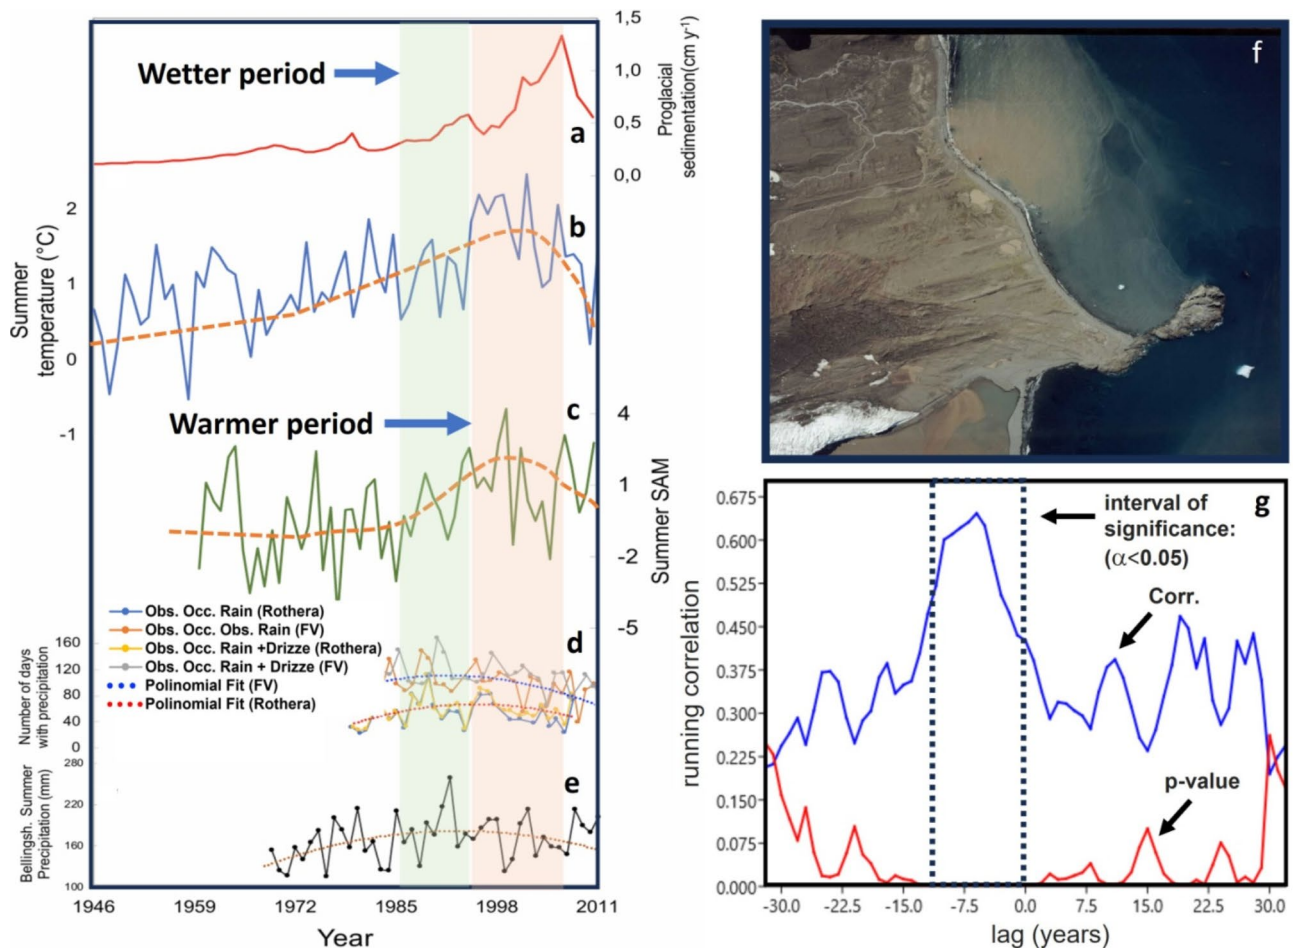 Wetter period
a
1,5
1,0
0,5
0,0
Proglacial
sedimentation(cm y⁻¹)
b
2
1
0
-1
Summer
temperature (°C)
Warmer period
c
4
1
-2
-5
Summer SAM
Obs. Occ. Rain (Rothera)
Obs. Occ. Obs. Rain (FV)
Obs. Occ. Rain +Drizze (Rothera)
Obs. Occ. Rain + Drizze (FV)
Polinomial Fit (FV)
Polinomial Fit (Rothera)
d
160
120
80
40
0
Number of days
with precipitation
e
280
220
160
100
Bellingsh. Summer
Precipitation (mm)
1946 1959 1972 1985 1998 2011
Year
f
g
0.675
0.600
0.525
0.450
0.375
0.300
0.225
0.150
0.075
0.000
running correlation
interval of
significance:
(α<0.05)
Corr.
p-value
-30.0 -22.5 -15.0 -7.5 0.0 7.5 15.0 22.5 30.0
lag (years)